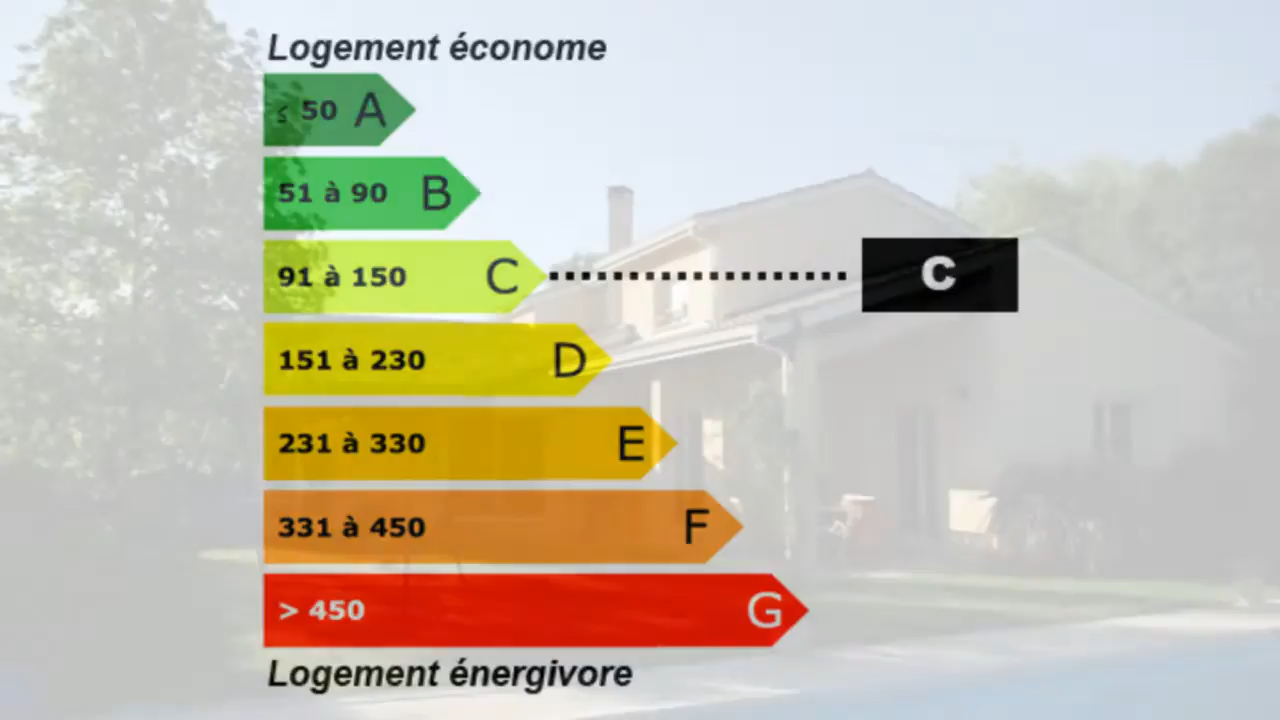 Logement économe
≤ 50 A
51 à 90 B
91 à 150 C C
151 à 230 D
231 à 330 E
331 à 450 F
> 450 G
Logement énergivore